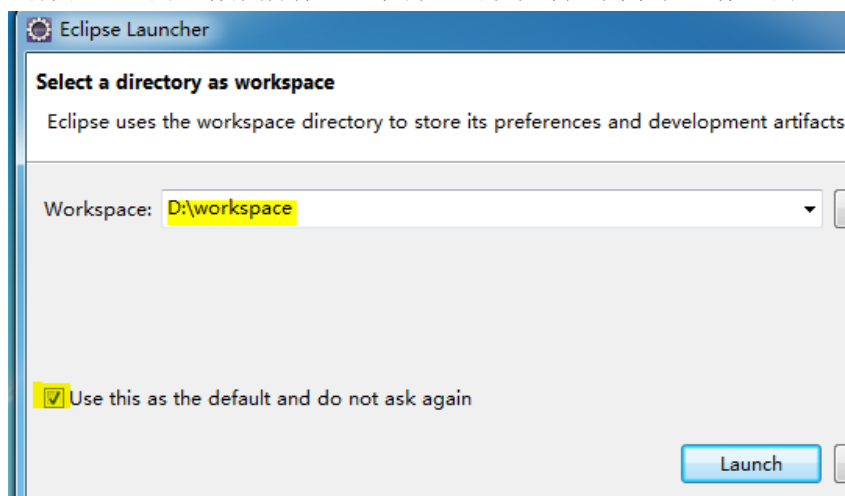 Eclipse Launcher
Select a directory as workspace
Eclipse uses the workspace directory to store its preferences and development artifacts
Workspace: D:\workspace
Use this as the default and do not ask again
Launch